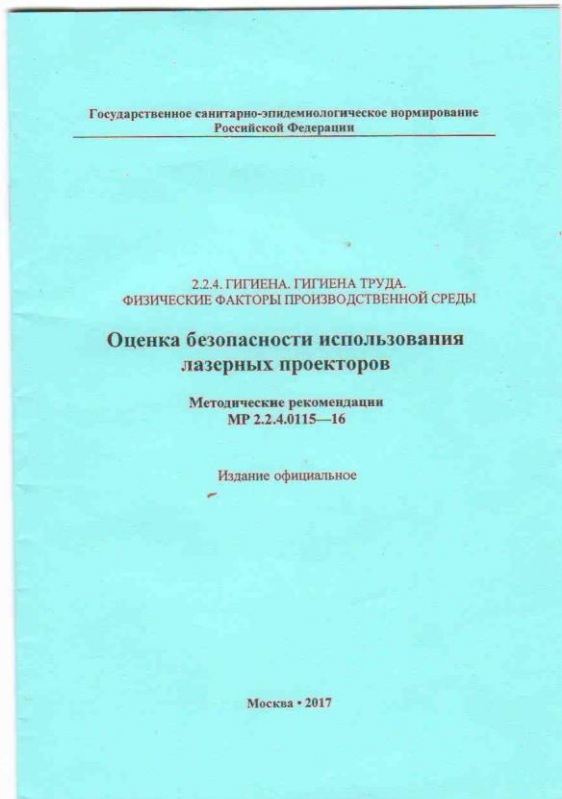 Государственное санитарно-эпидемиологическое нормирование
Российской Федерации
2.2.4. ГИГИЕНА. ГИГИЕНА ТРУДА.
ФИЗИЧЕСКИЕ ФАКТОРЫ ПРОИЗВОДСТВЕННОЙ СРЕДЫ
Оценка безопасности использования
лазерных проекторов
Методические рекомендации
МР 2.2.4.0115—16
Издание официальное
Москва • 2017